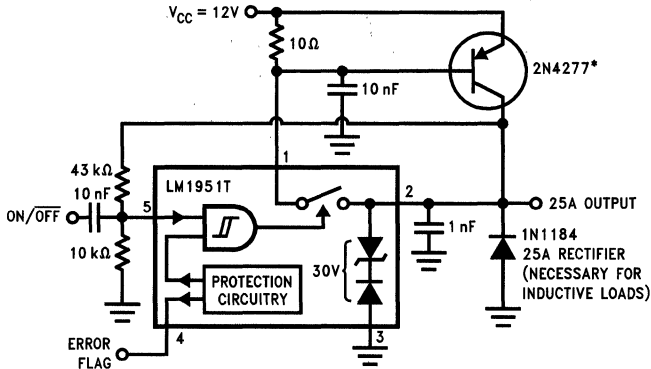 VCC = 12V
10Ω
2N4277*
10 nF
1
43 kΩ
LM1951T
2
10 nF
5
25A OUTPUT
ON/OFF
1 nF
1N1184
10 kΩ
25A RECTIFIER
30V
(NECESSARY FOR
PROTECTION
INDUCTIVE LOADS)
CIRCUITRY
4
3
ERROR
FLAG